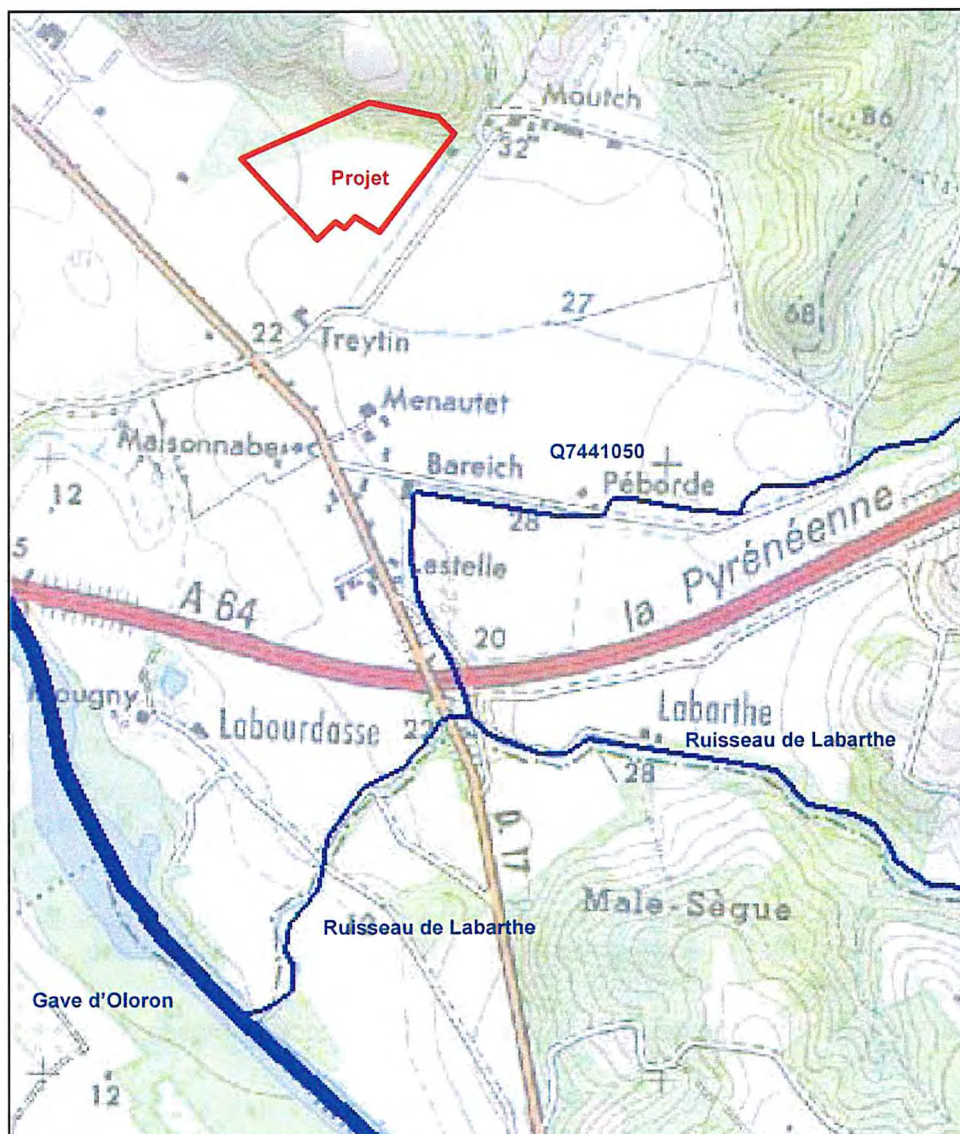 Moutch
86
32
Projet
27
68
22
Treytin
Menautet
Maisonnabe
Bareich
Q7441050
Péborde
12
28
la Pyrénéenne
Lestelle
5
A 64
20
Labarthe
Ruisseau de Labarthe
Labourdasse
22
28
D. 17
Male-Sègue
Ruisseau de Labarthe
Gave d'Oloron
12